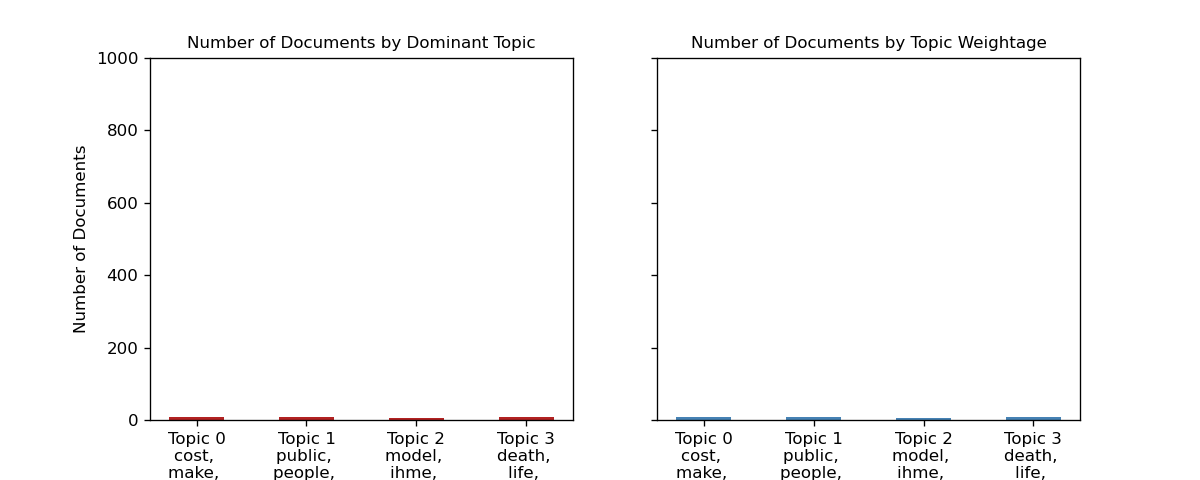 Number of Documents by Dominant Topic
Number of Documents
1000
800
600
400
200
0
Topic 0
cost,
make,
Topic 1
public,
people,
Topic 2
model,
ihme,
Topic 3
death,
life,
Number of Documents by Topic Weightage
Topic 0
cost,
make,
Topic 1
public,
people,
Topic 2
model,
ihme,
Topic 3
death,
life,